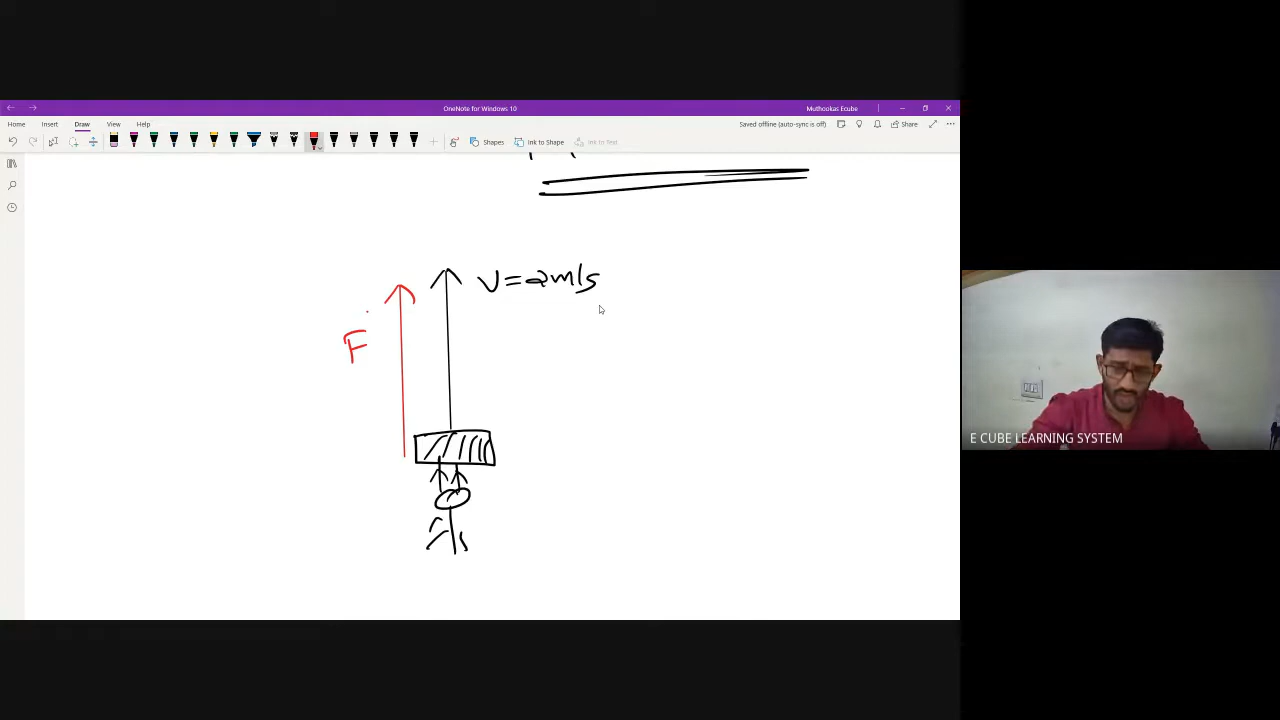 OneNote for Windows 10
Muthookas Ecube
Home Insert Draw View Help
Saved offline (auto-sync is off) Share
Shapes Ink to Shape Ink to Text
V=2m/s
F
E CUBE LEARNING SYSTEM